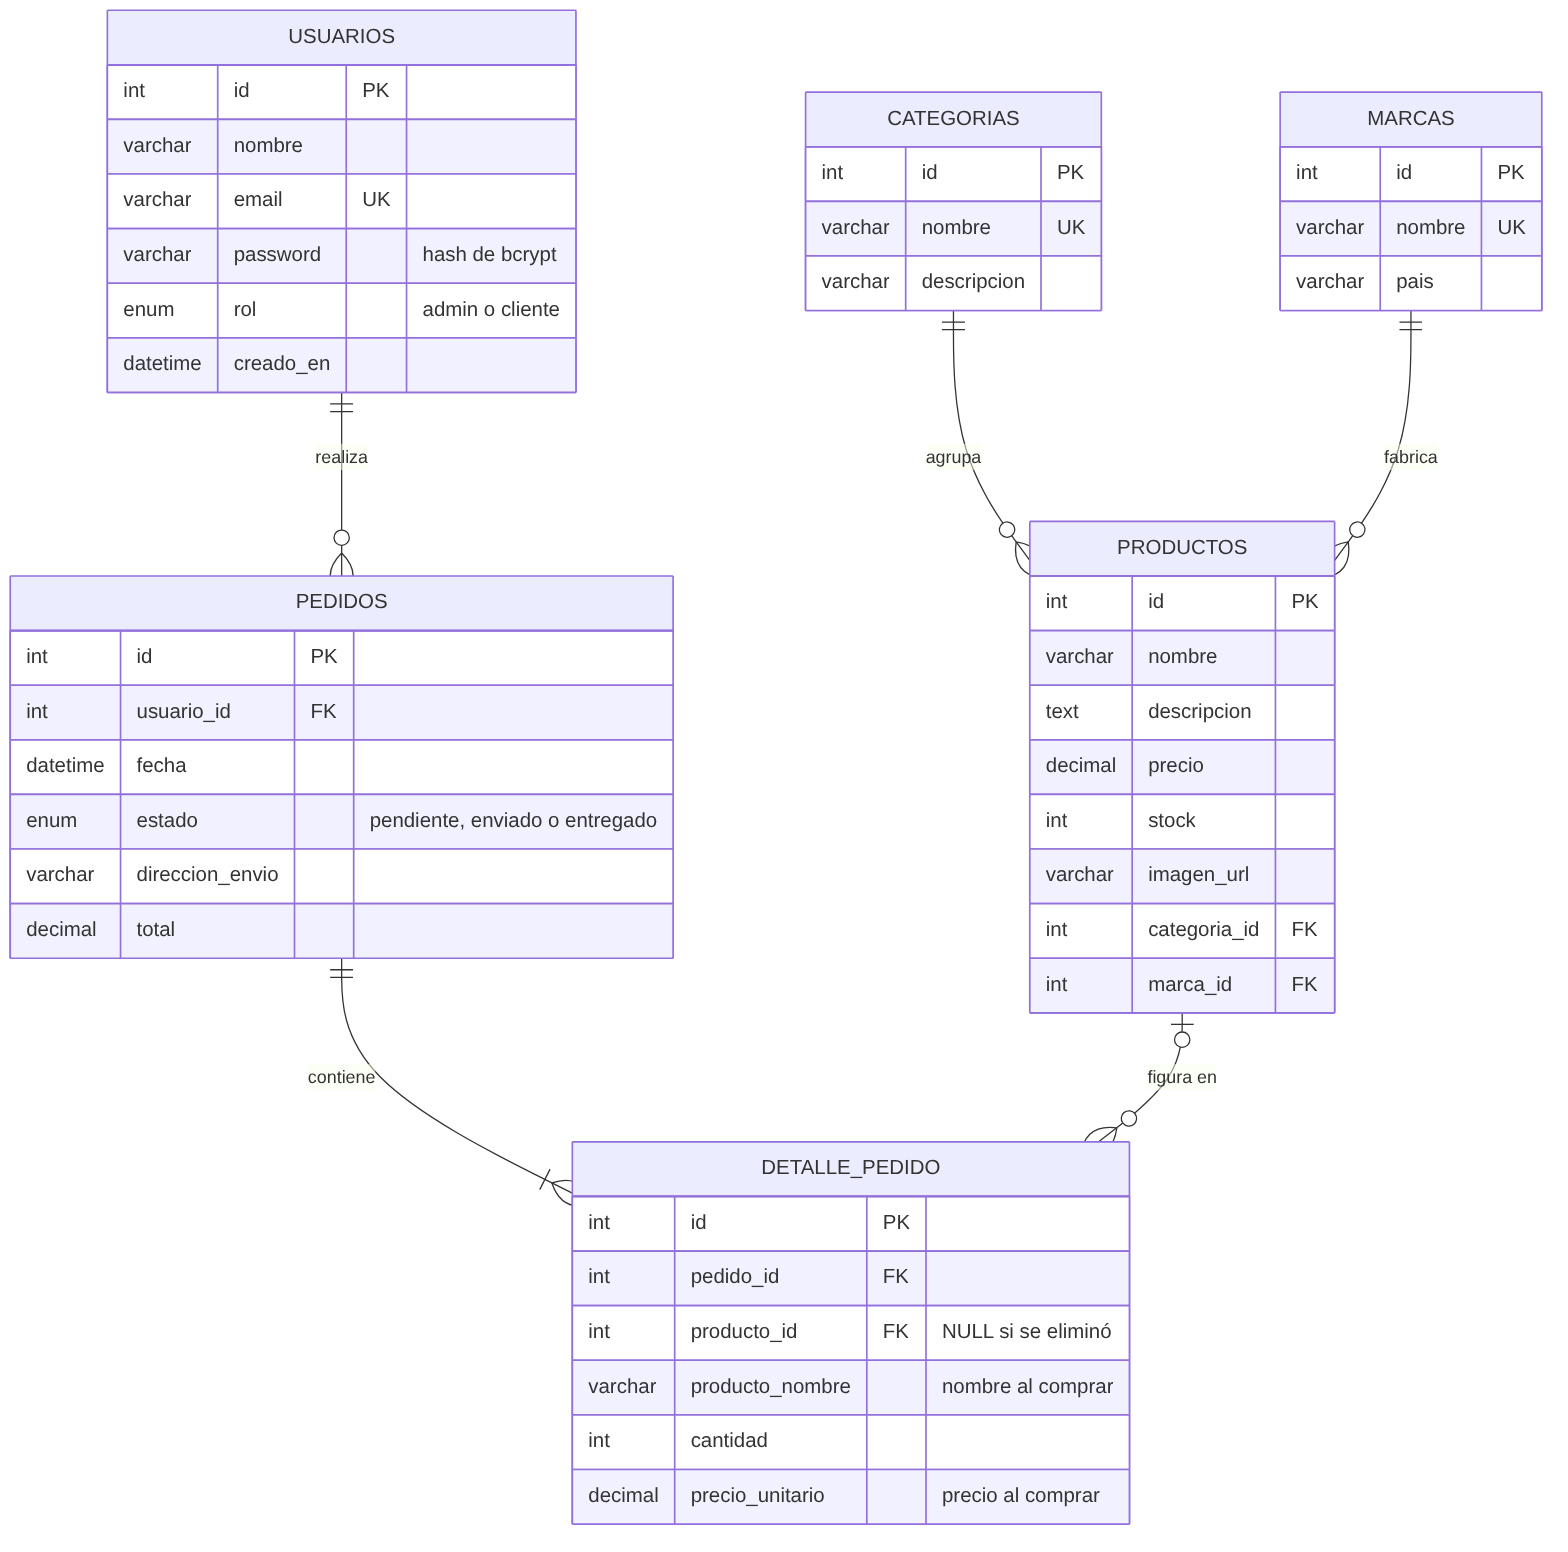 USUARIOS
int id PK
varchar nombre
varchar email UK
varchar password hash de bcrypt
enum rol admin o cliente
datetime creado_en
CATEGORIAS
int id PK
varchar nombre UK
varchar descripcion
MARCAS
int id PK
varchar nombre UK
varchar pais
realiza
agrupa
fabrica
PEDIDOS
int id PK
int usuario_id FK
datetime fecha
enum estado pendiente, enviado o entregado
varchar direccion_envio
decimal total
PRODUCTOS
int id PK
varchar nombre
text descripcion
decimal precio
int stock
varchar imagen_url
int categoria_id FK
int marca_id FK
contiene
figura en
DETALLE_PEDIDO
int id PK
int pedido_id FK
int producto_id FK NULL si se eliminó
varchar producto_nombre nombre al comprar
int cantidad
decimal precio_unitario precio al comprar